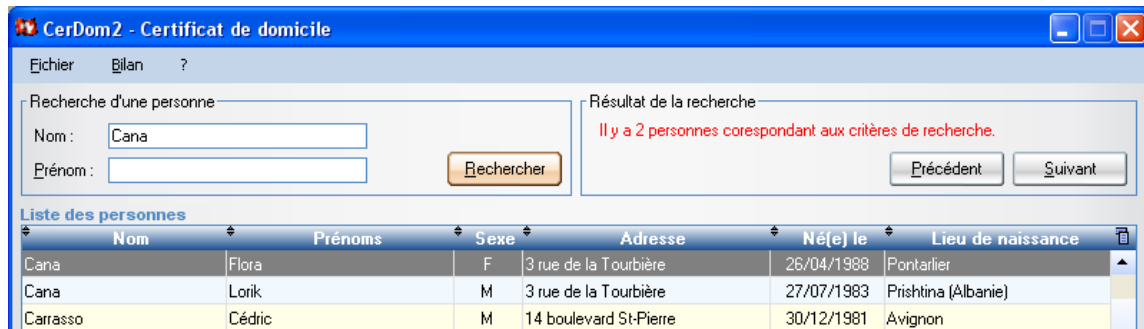 CerDom2 - Certificat de domicile
Fichier Bilan ?
Recherche d'une personne
Nom : Cana
Prénom :
Rechercher
Résultat de la recherche
Il y a 2 personnes corespondant aux critères de recherche.
Précédent Suivant
Liste des personnes
Nom Prénoms Sexe Adresse Né(e) le Lieu de naissance
Cana Flora F 3 rue de la Tourbière 26/04/1988 Pontarlier
Cana Lorik M 3 rue de la Tourbière 27/07/1983 Prishtina (Albanie)
Carrasso Cédric M 14 boulevard St-Pierre 30/12/1981 Avignon